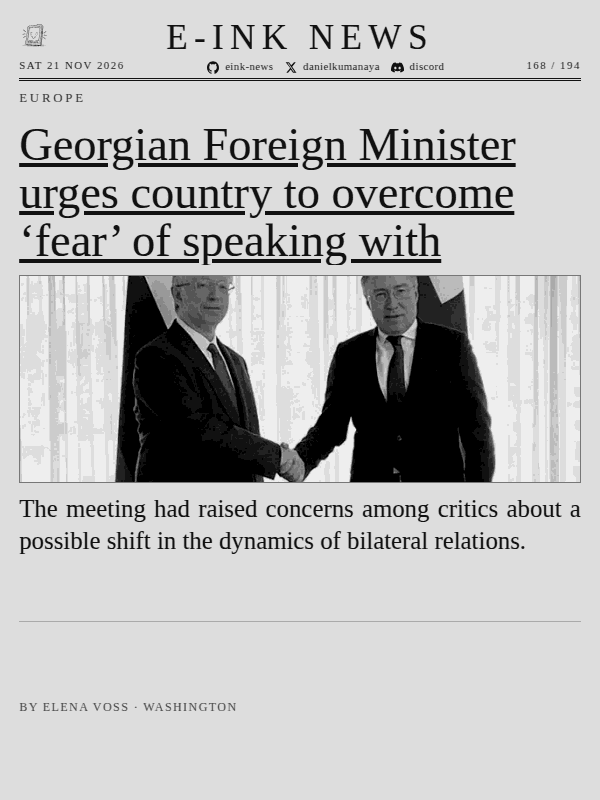 E-INK NEWS
SAT 21 NOV 2026
eink-news
danielkumanaya
discord
168 / 194
EUROPE
Georgian Foreign Minister
urges country to overcome
‘fear’ of speaking with
The meeting had raised concerns among critics about a
possible shift in the dynamics of bilateral relations.
BY ELENA VOSS · WASHINGTON